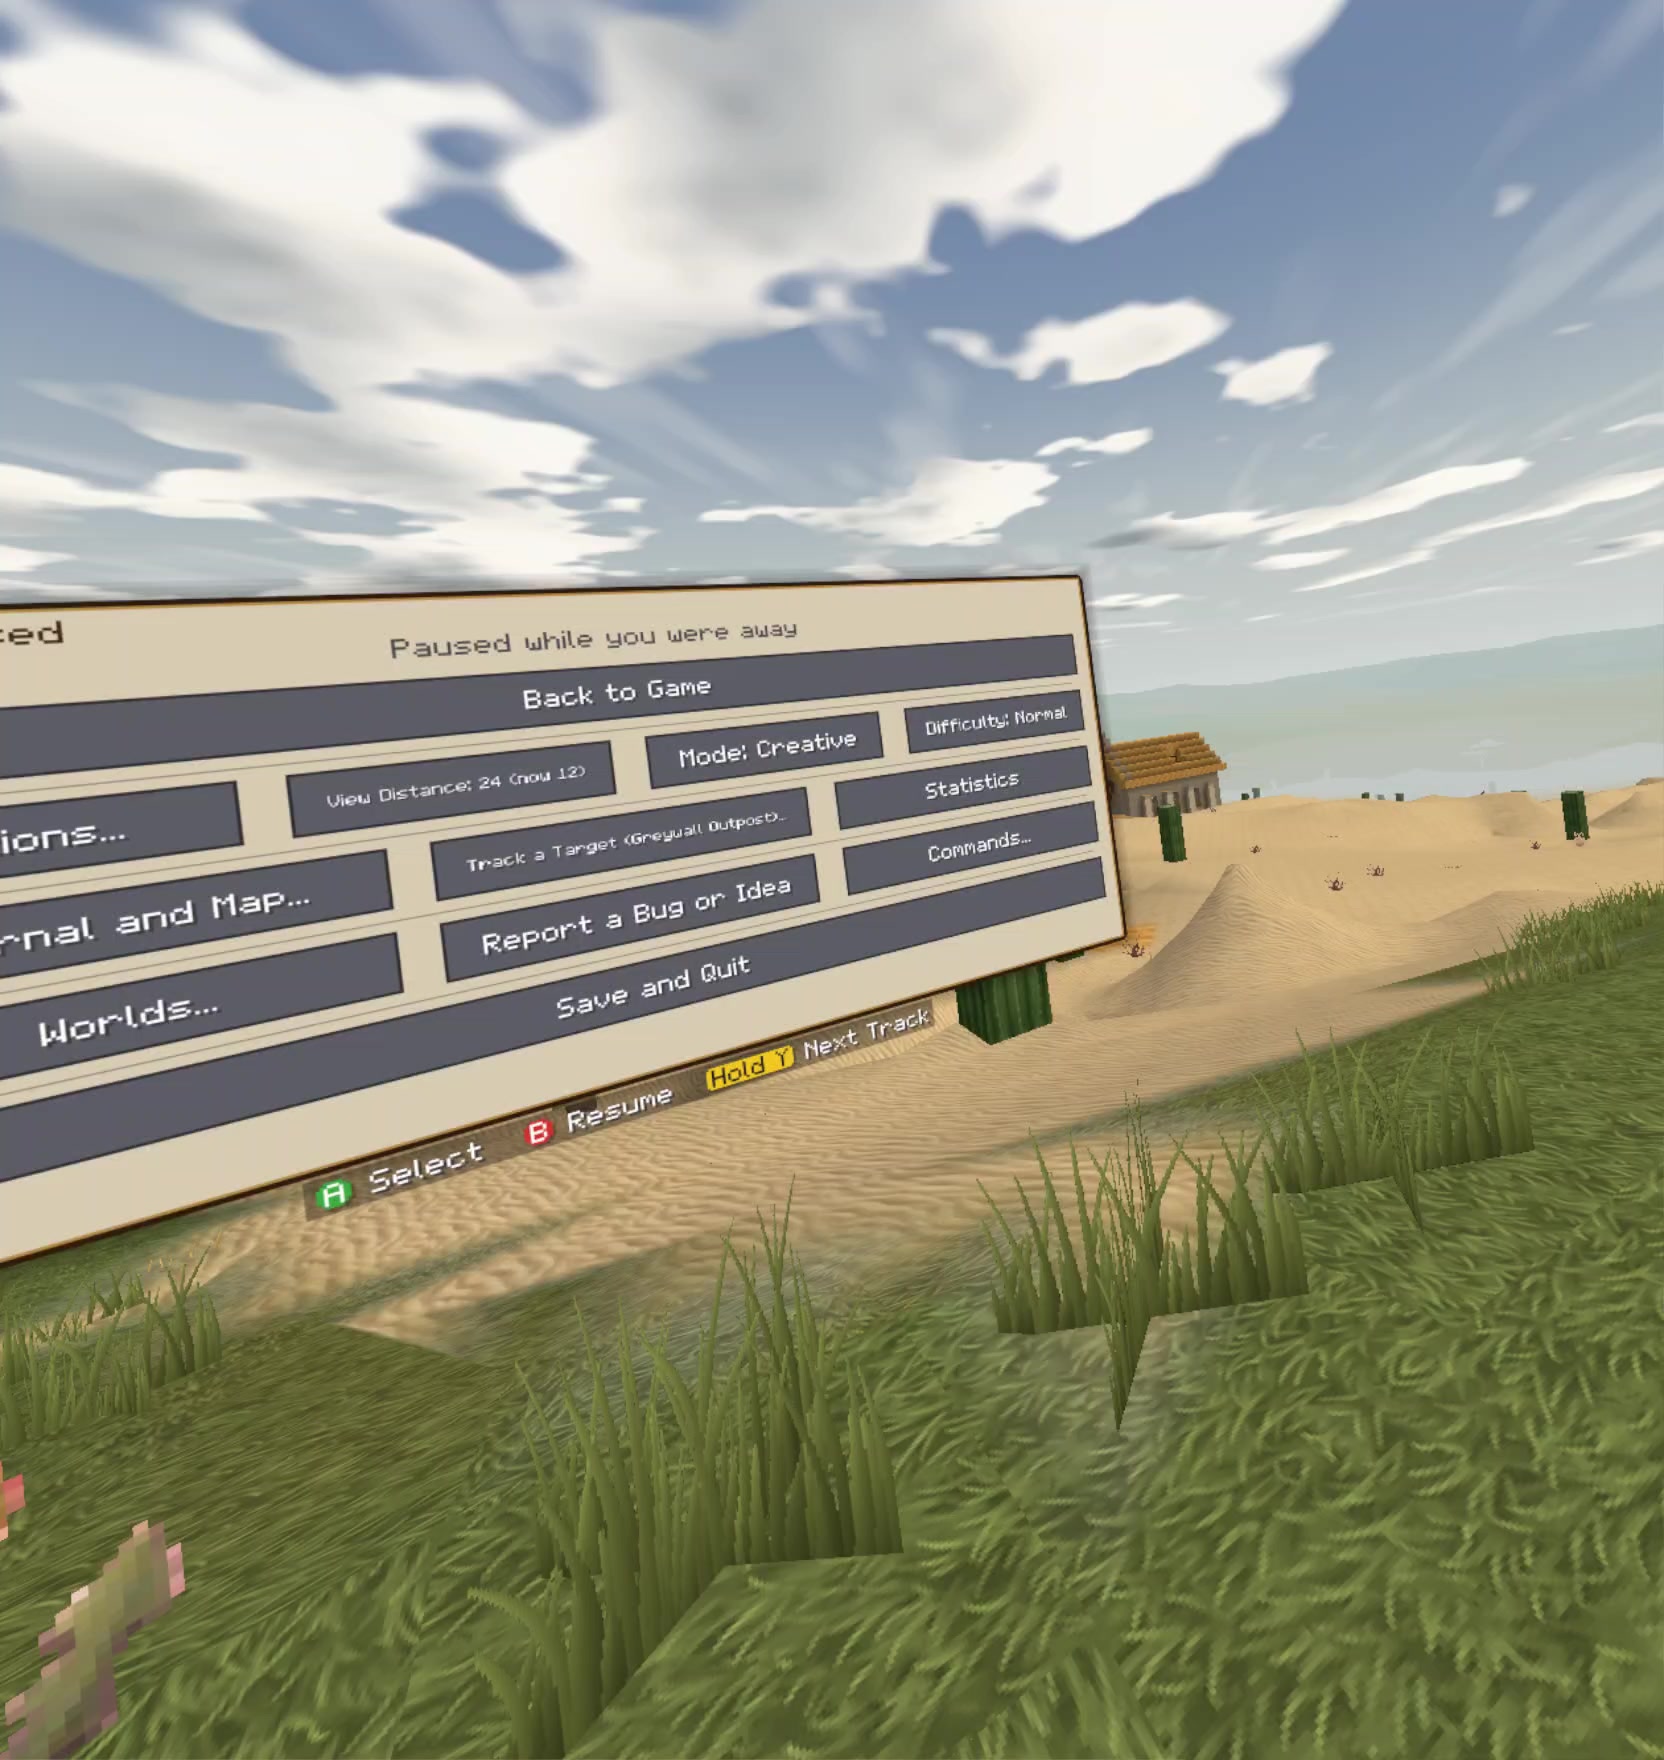 Paused while you were away
Back to Game
View Distance: 24 (now 12)
Mode: Creative
Difficulty: Normal
and Map...
Track a Target (Greywall Outpost)...
Statistics
Worlds...
Report a Bug or Idea
Commands...
Save and Quit
A Select B Resume Hold Y Next Track